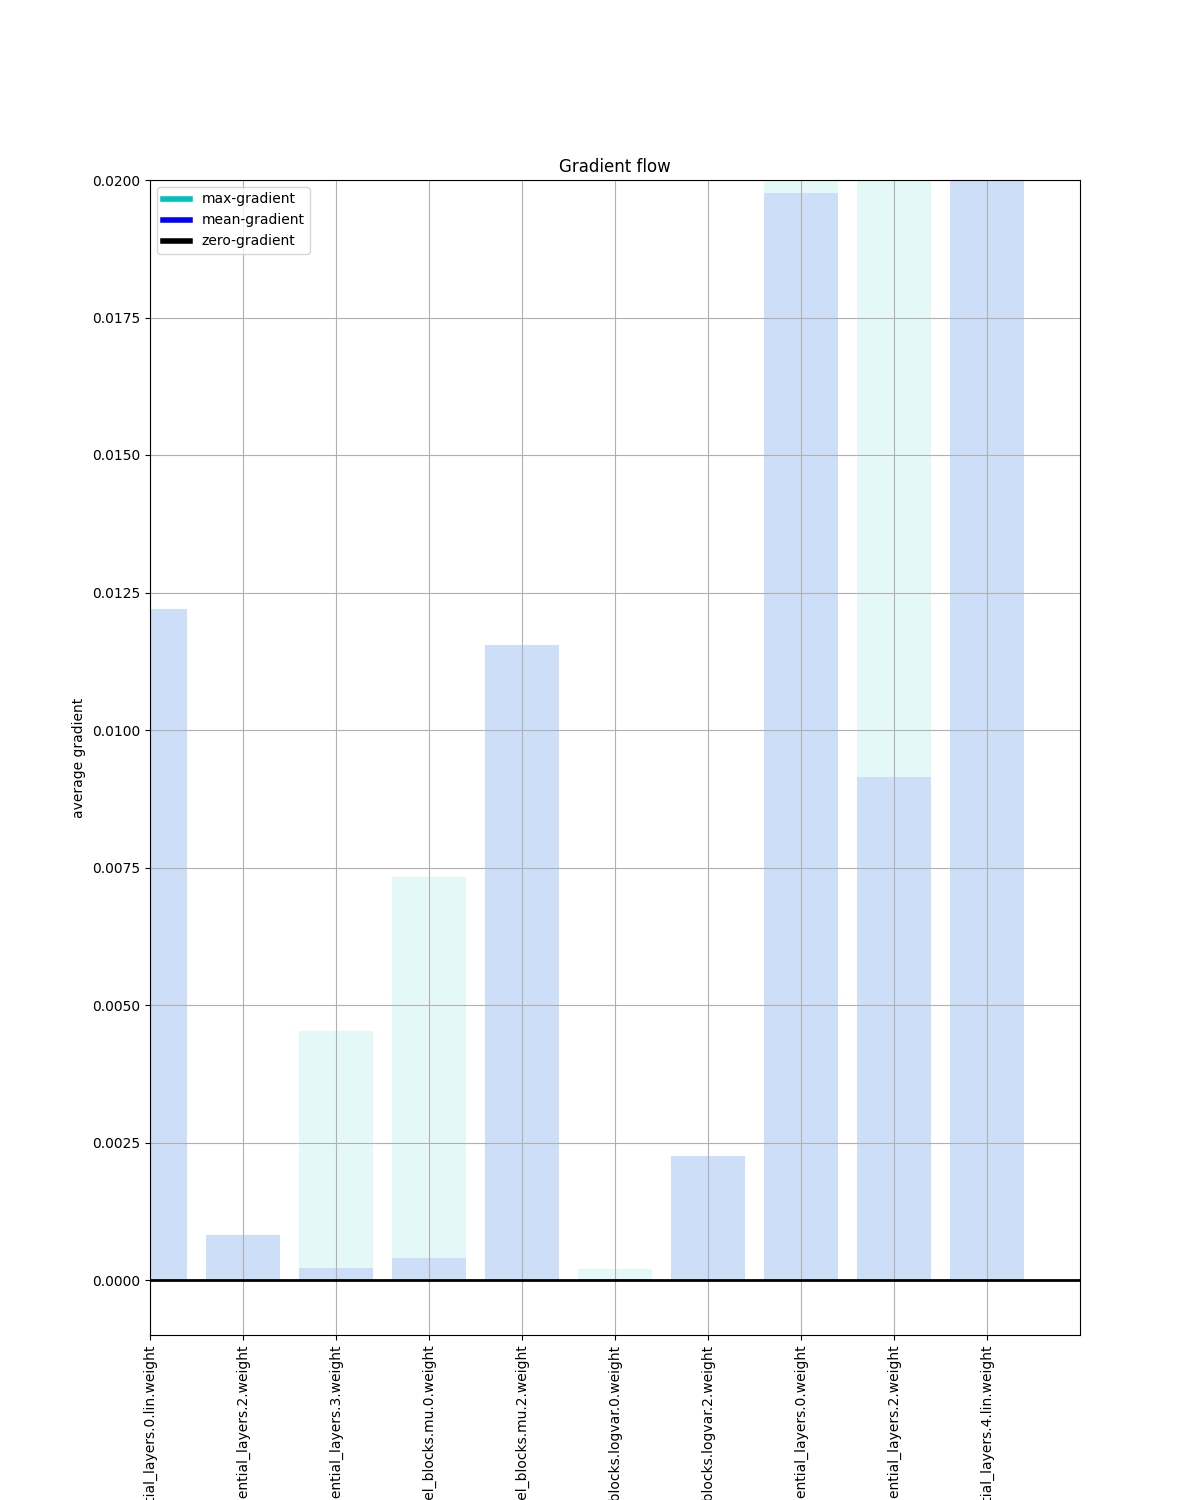 Gradient flow
max-gradient
mean-gradient
zero-gradient
0.0200
0.0175
0.0150
0.0125
0.0100
0.0075
0.0050
0.0025
0.0000
average gradient
tial_layers.0.lin.weight
ential_layers.2.weight
ential_layers.3.weight
el_blocks.mu.0.weight
el_blocks.mu.2.weight
blocks.logvar.0.weight
blocks.logvar.2.weight
ential_layers.0.weight
ential_layers.2.weight
tial_layers.4.lin.weight